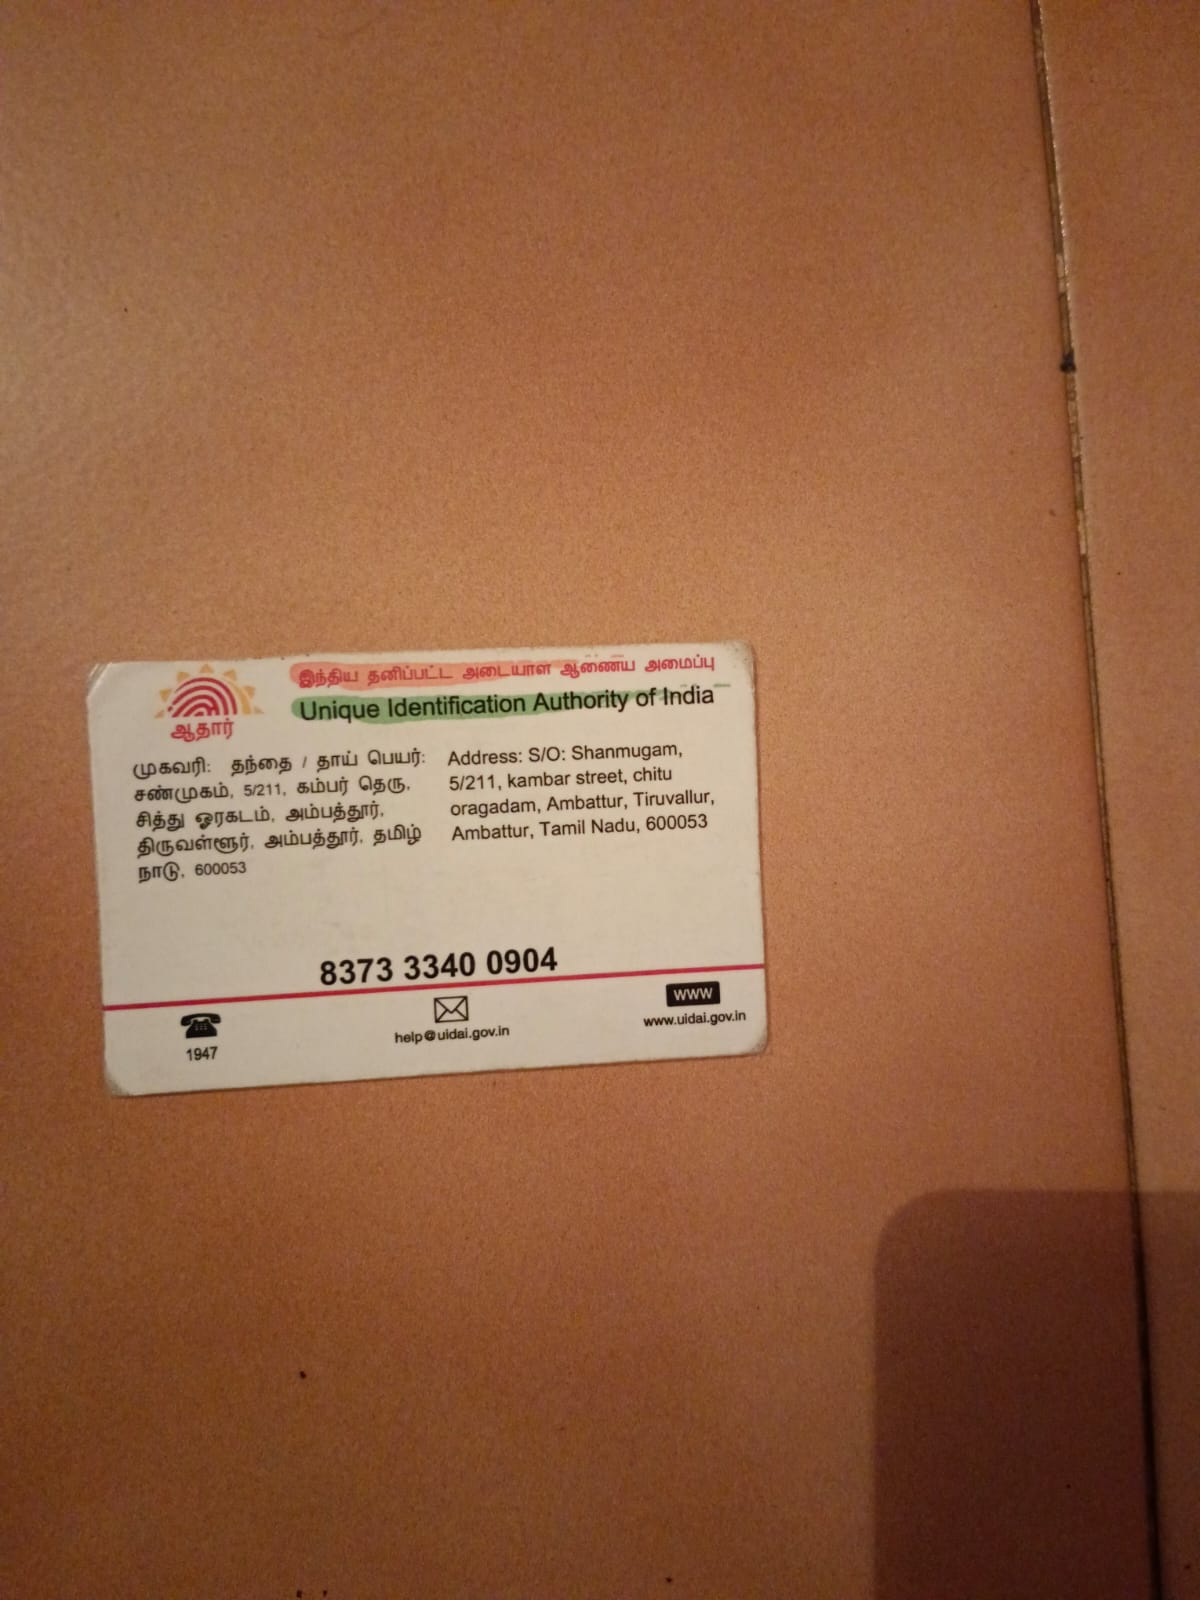 இந்திய தனிப்பட்ட அடையாள ஆணைய அமைப்பு
Unique Identification Authority of India
ஆதார்
முகவரி: தந்தை / தாய் பெயர்:
சண்முகம், 5/211, கம்பர் தெரு,
சித்து ஓரகடம், அம்பத்தூர்,
திருவள்ளூர், அம்பத்தூர், தமிழ்
நாடு, 600053
Address: S/O: Shanmugam,
5/211, kambar street, chitu
oragadam, Ambattur, Tiruvallur,
Ambattur, Tamil Nadu, 600053
8373 3340 0904
1947
help@uidai.gov.in
www
www.uidai.gov.in